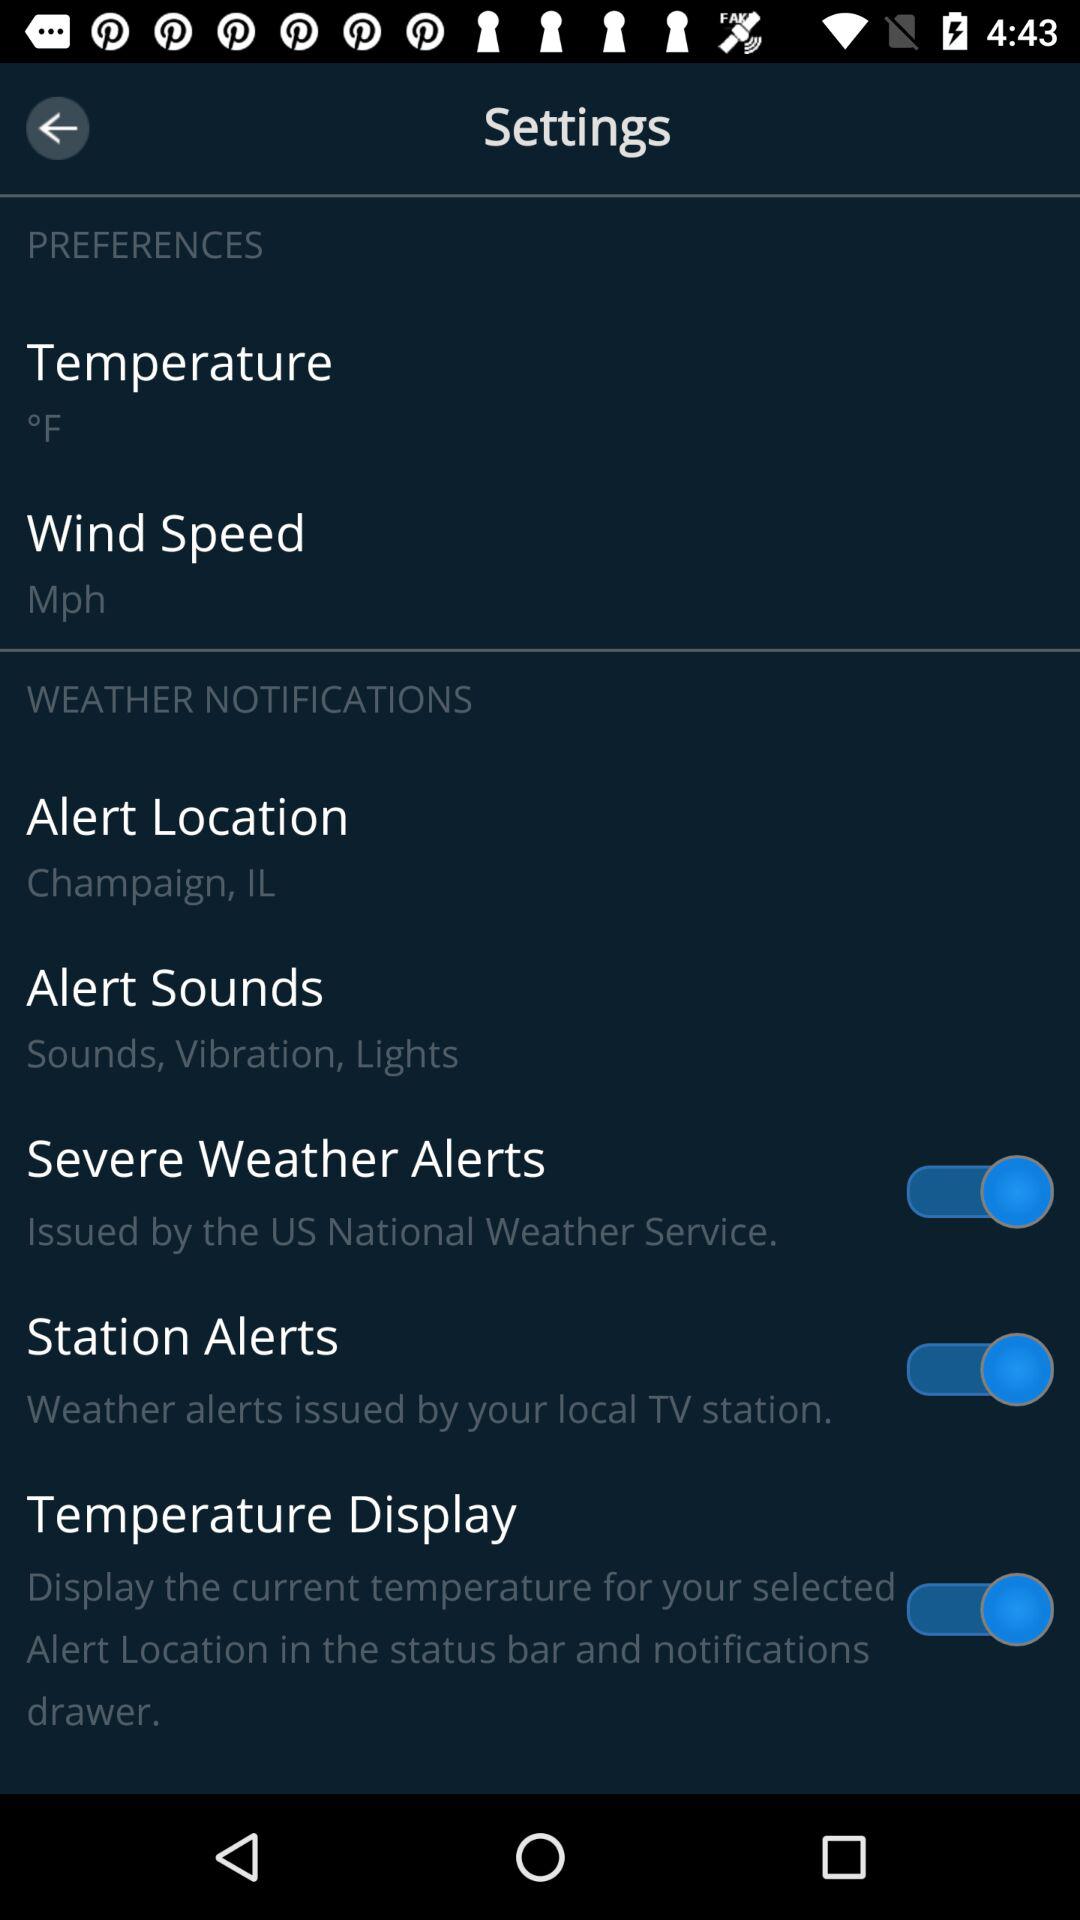 FAKE
4:43
Settings
PREFERENCES
Temperature
°F
Wind Speed
Mph
WEATHER NOTIFICATIONS
Alert Location
Champaign, IL
Alert Sounds
Sounds, Vibration, Lights
Severe Weather Alerts
Issued by the US National Weather Service.
Station Alerts
Weather alerts issued by your local TV station.
Temperature Display
Display the current temperature for your selected
Alert Location in the status bar and notifications
drawer.